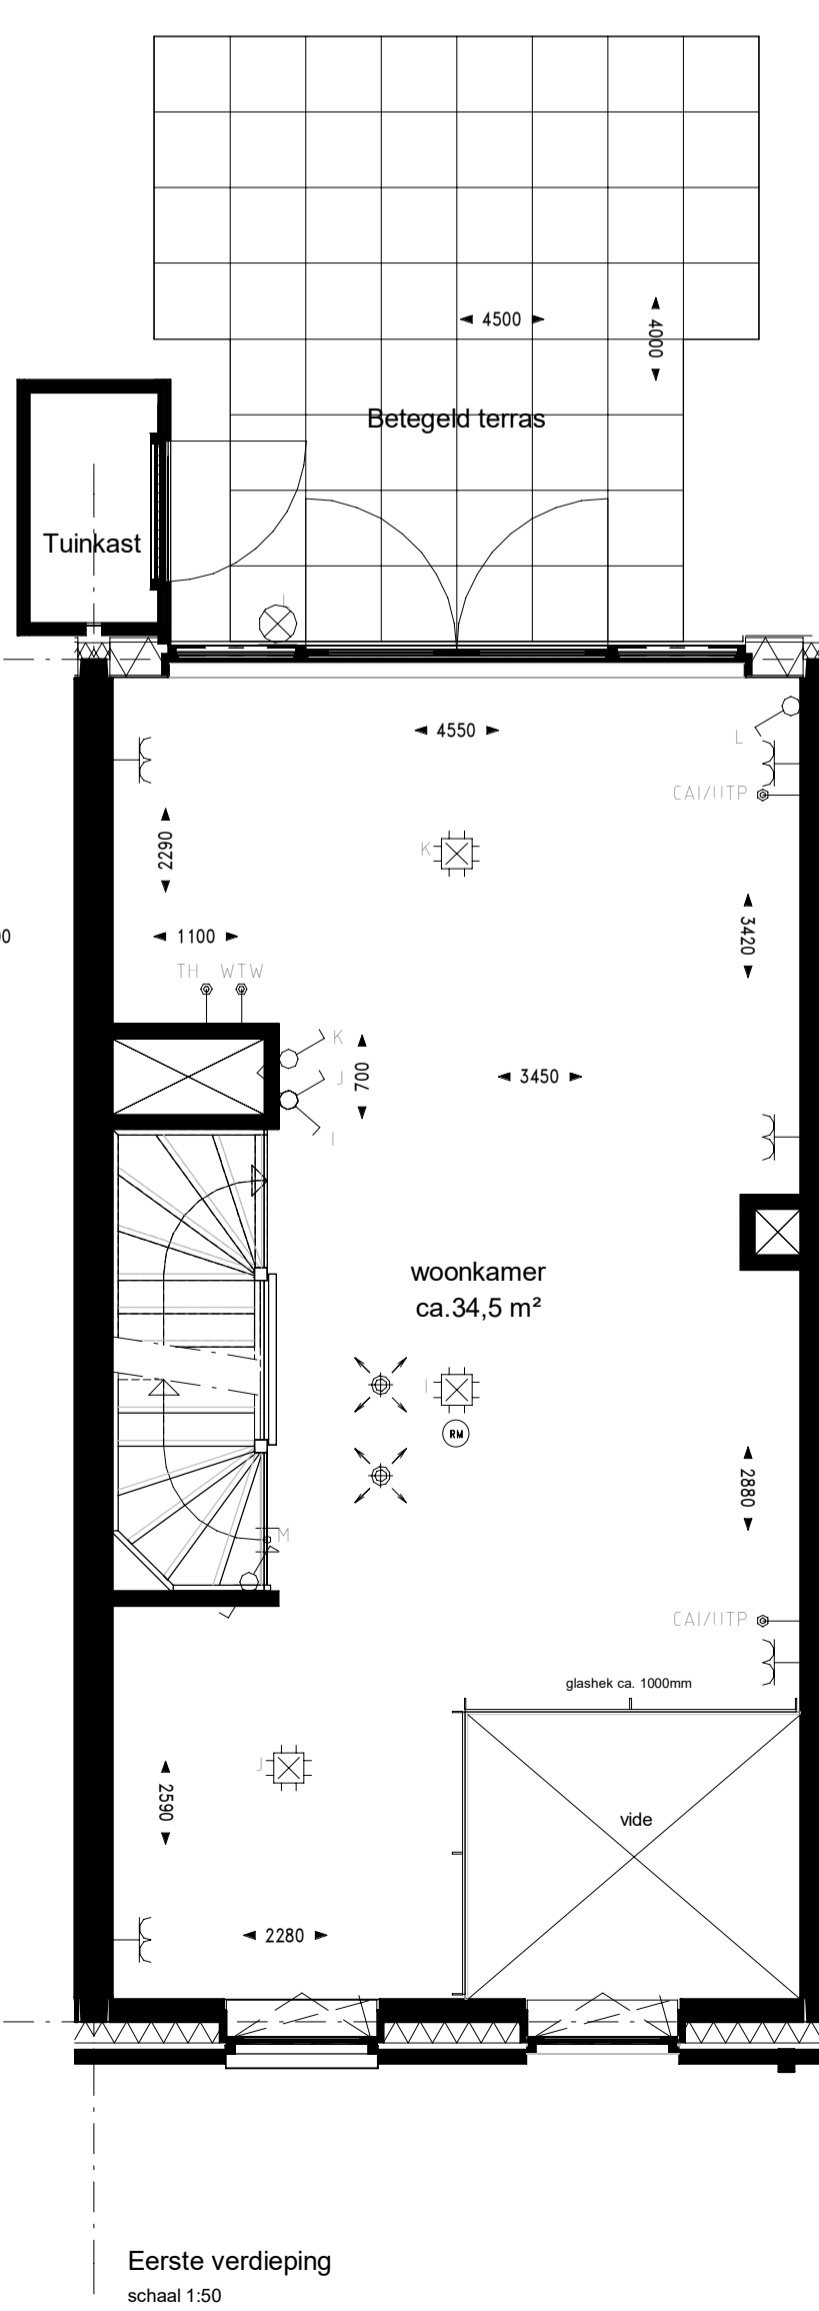 4500
4000
Betegeld terras
Tuinkast
L
4550
L
CAI/UTP
K
2290
3420
1100
TH WTW
K
J
700
I
3450
woonkamer
ca.34,5 m²
I
RM
2880
M
CAI/UTP
glashek ca. 1000mm
J
2590
vide
2280
Eerste verdieping
schaal 1:50